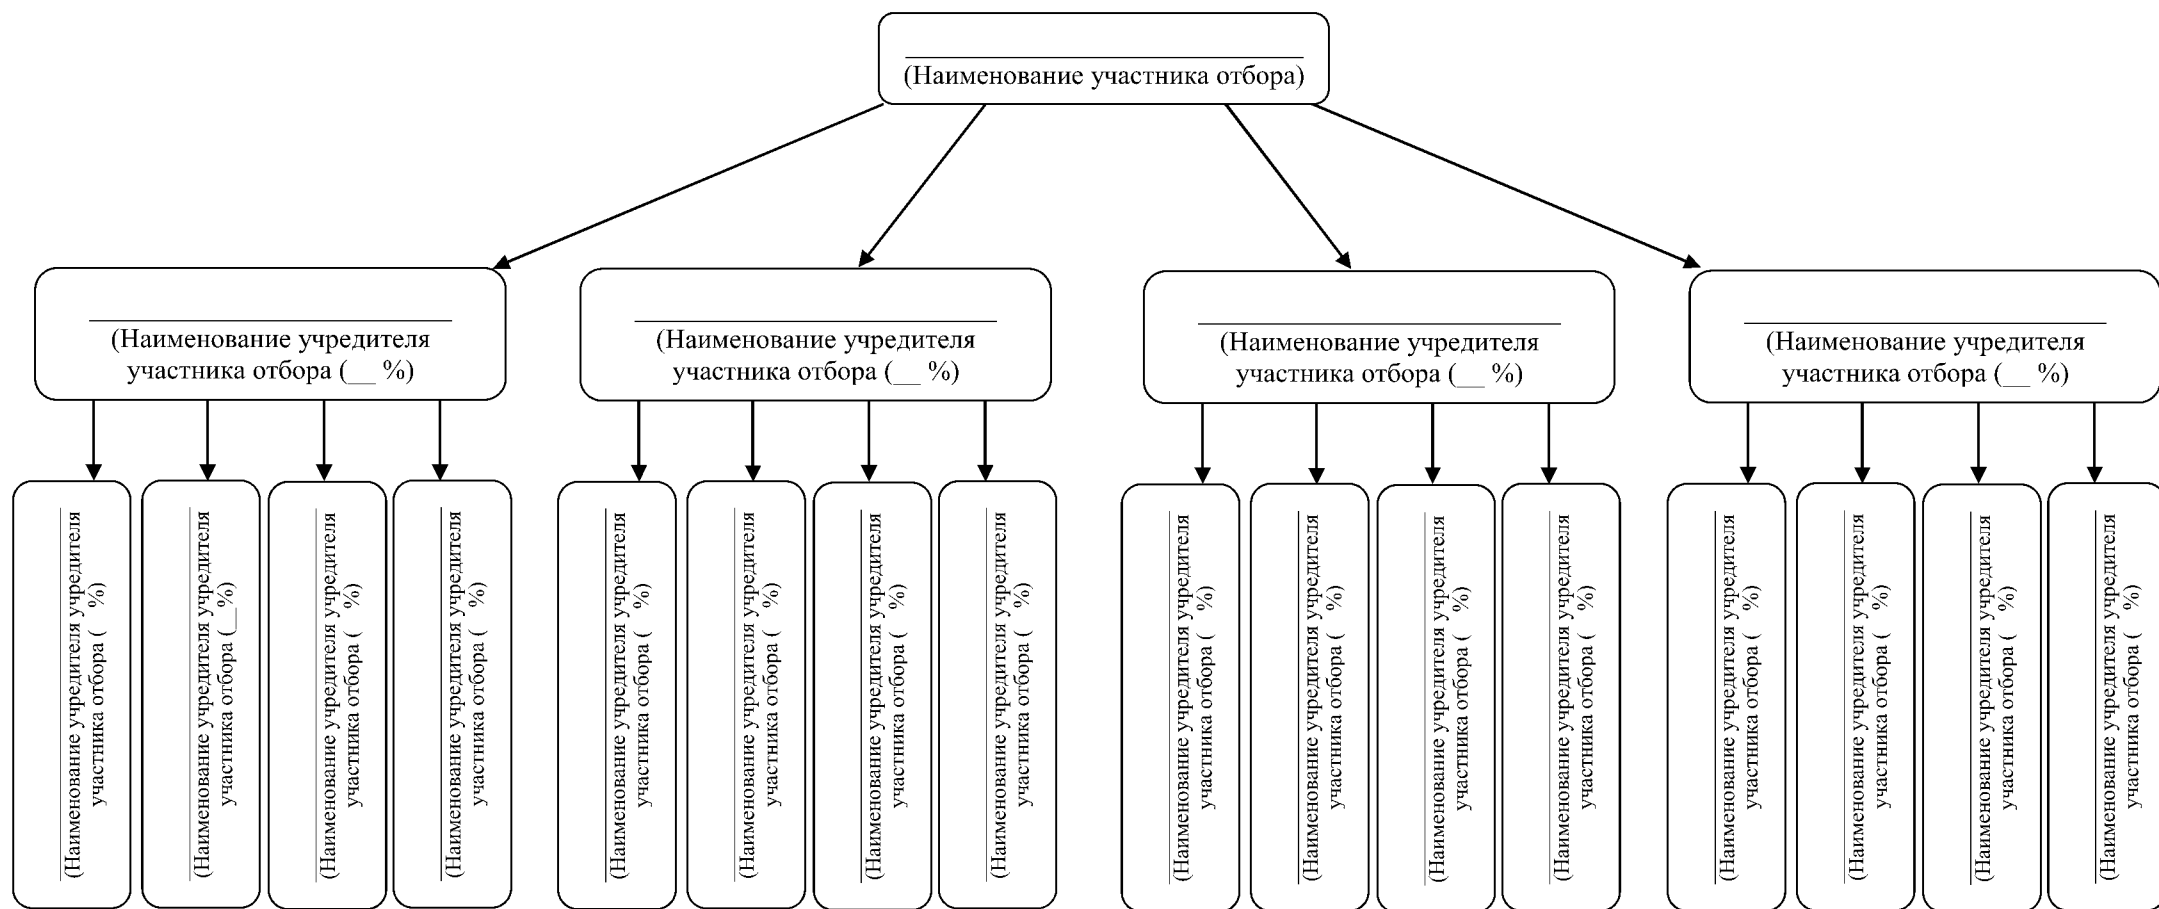 (Наименование участника отбора)
(Наименование учредителя
участника отбора (__ %)
(Наименование учредителя
участника отбора (__ %)
(Наименование учредителя
участника отбора (__ %)
(Наименование учредителя
участника отбора (__ %)
(Наименование учредителя учредителя
участника отбора (   %)
(Наименование учредителя учредителя
участника отбора (__%)
(Наименование учредителя учредителя
участника отбора (   %)
(Наименование учредителя учредителя
участника отбора (   %)
(Наименование учредителя учредителя
участника отбора (   %)
(Наименование учредителя учредителя
участника отбора (   %)
(Наименование учредителя учредителя
участника отбора (   %)
(Наименование учредителя учредителя
участника отбора (   %)
(Наименование учредителя учредителя
участника отбора (   %)
(Наименование учредителя учредителя
участника отбора (   %)
(Наименование учредителя учредителя
участника отбора (   %)
(Наименование учредителя учредителя
участника отбора (   %)
(Наименование учредителя учредителя
участника отбора (   %)
(Наименование учредителя учредителя
участника отбора (   %)
(Наименование учредителя учредителя
участника отбора (   %)
(Наименование учредителя учредителя
участника отбора (   %)